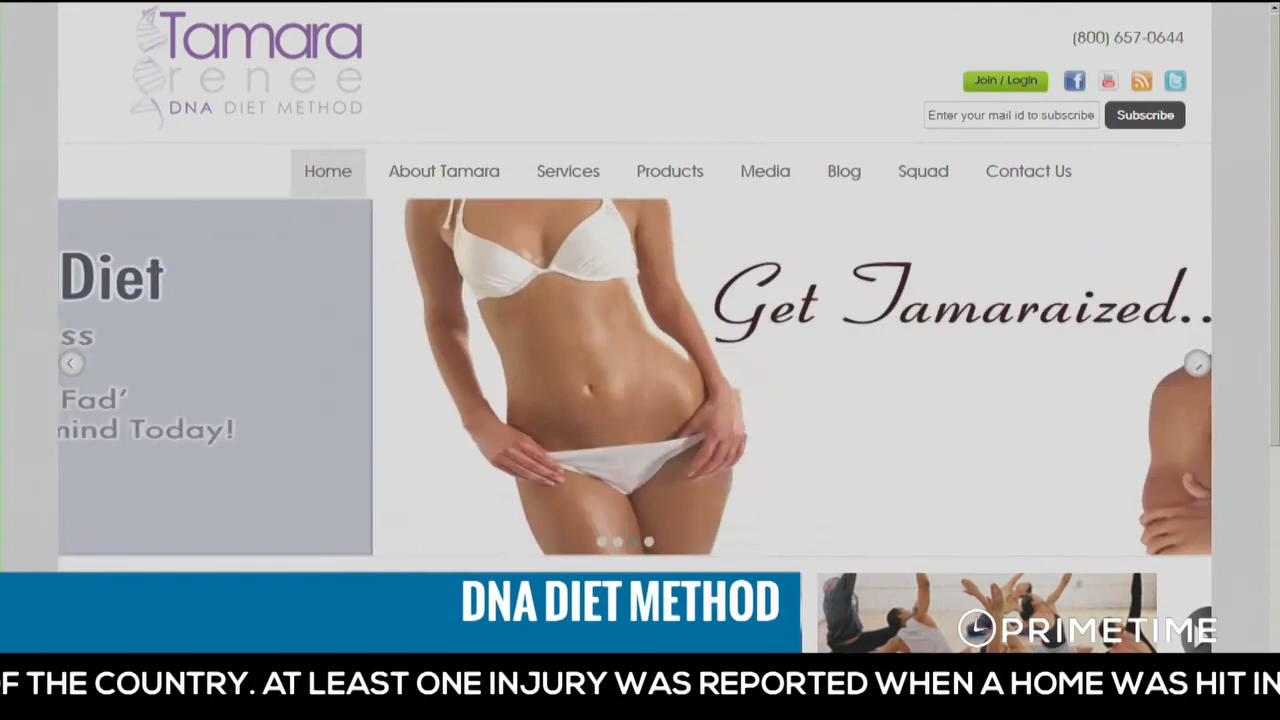 Tamara
renee
DNA DIET METHOD
(800) 657-0644
Join / Login
Enter your mail id to subscribe
Subscribe
Home
About Tamara
Services
Products
Media
Blog
Squad
Contact Us
Diet
ss
Fad'
mind Today!
Get Tamaraized..
DNA DIET METHOD
PRIMETIME
OF THE COUNTRY. AT LEAST ONE INJURY WAS REPORTED WHEN A HOME WAS HIT IN